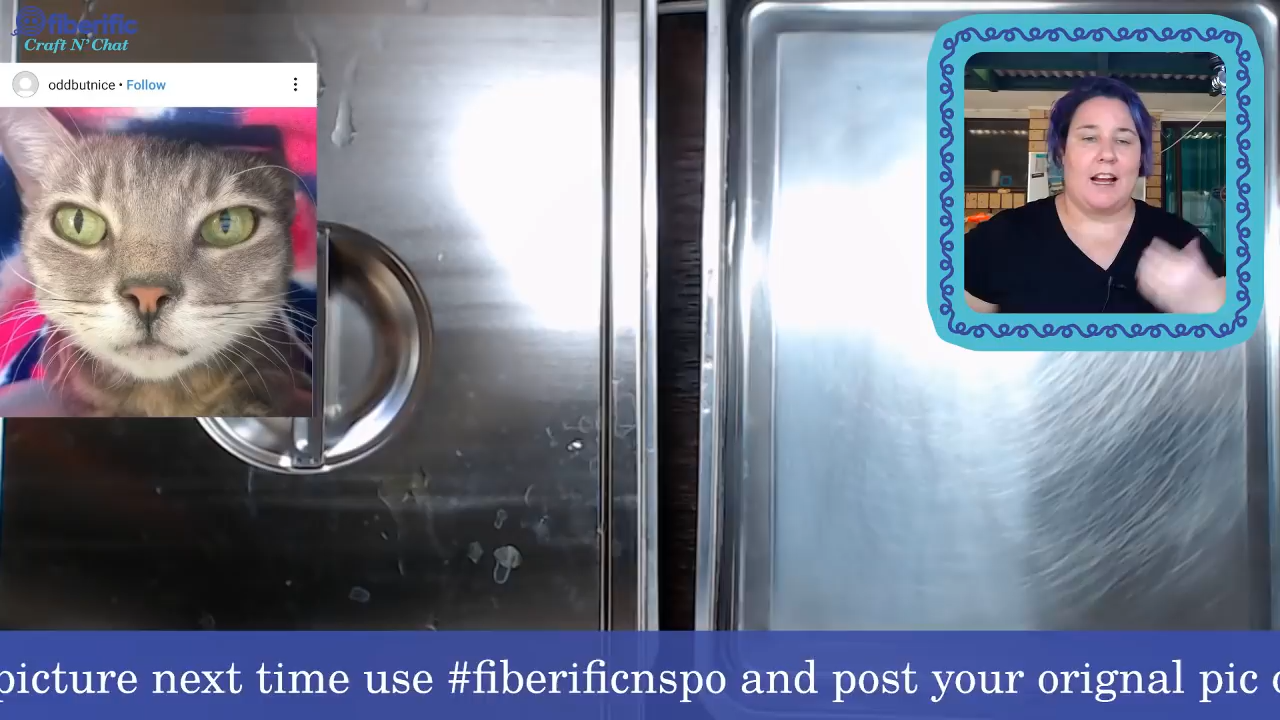 fiberific
Craft N' Chat
oddbutnice • Follow
picture next time use #fiberificnspo and post your orignal pic